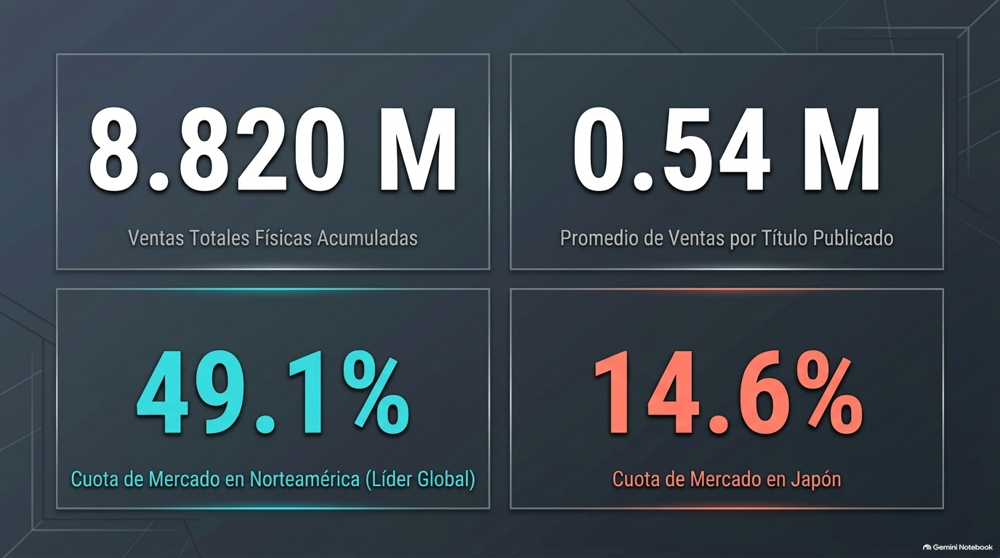 8.820 M
Ventas Totales Físicas Acumuladas
0.54 M
Promedio de Ventas por Título Publicado
49.1%
Cuota de Mercado en Norteamérica (Líder Global)
14.6%
Cuota de Mercado en Japón
Gemini Notebook